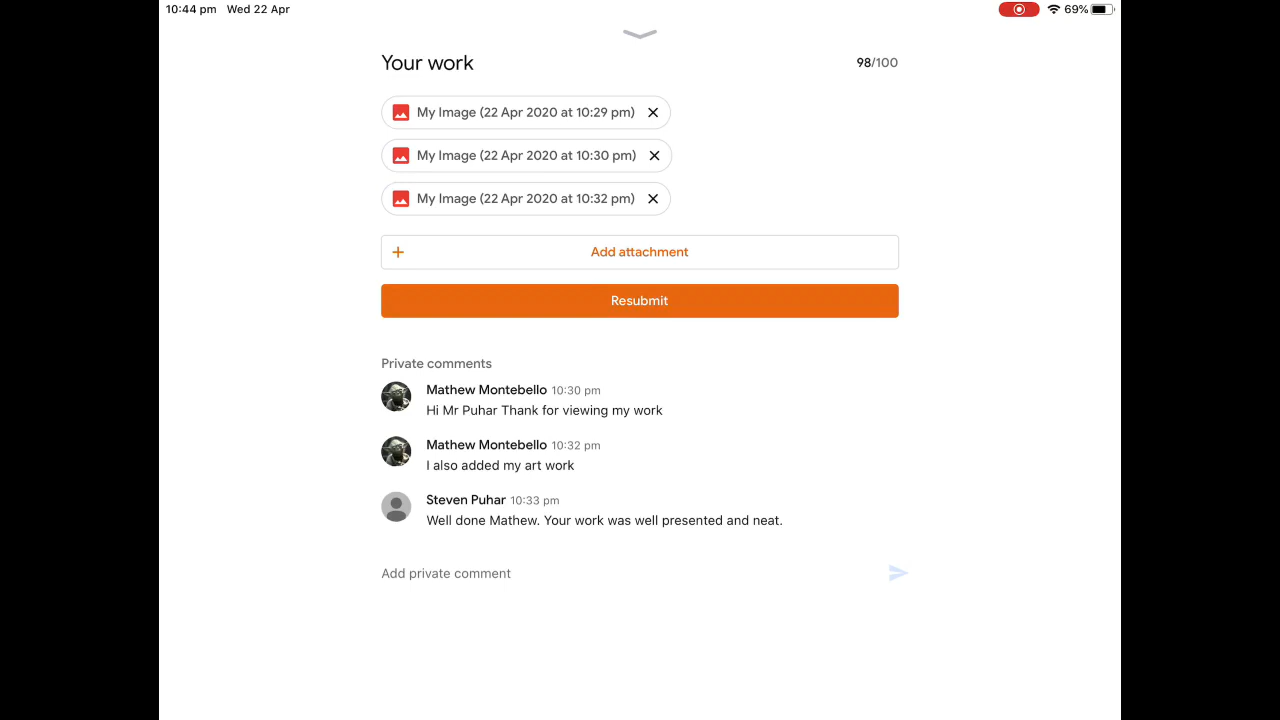 10:44 pm Wed 22 Apr 69%
Your work 98/100
My Image (22 Apr 2020 at 10:29 pm)
My Image (22 Apr 2020 at 10:30 pm)
My Image (22 Apr 2020 at 10:32 pm)
Add attachment
Resubmit
Private comments
Mathew Montebello 10:30 pm
Hi Mr Puhar Thank for viewing my work
Mathew Montebello 10:32 pm
I also added my art work
Steven Puhar 10:33 pm
Well done Mathew. Your work was well presented and neat.
Add private comment